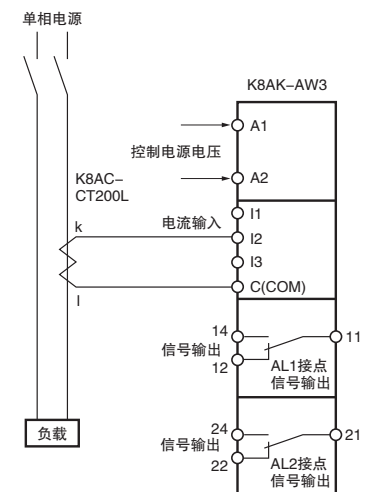 单相电源
K8AK-AW3
A1
控制电源电压
A2
K8AC-
CT200L
k
电流输入
I1
I2
I3
C(COM)
l
14
11
信号输出
12
AL1接点
信号输出
24
21
信号输出
22
AL2接点
信号输出
负载